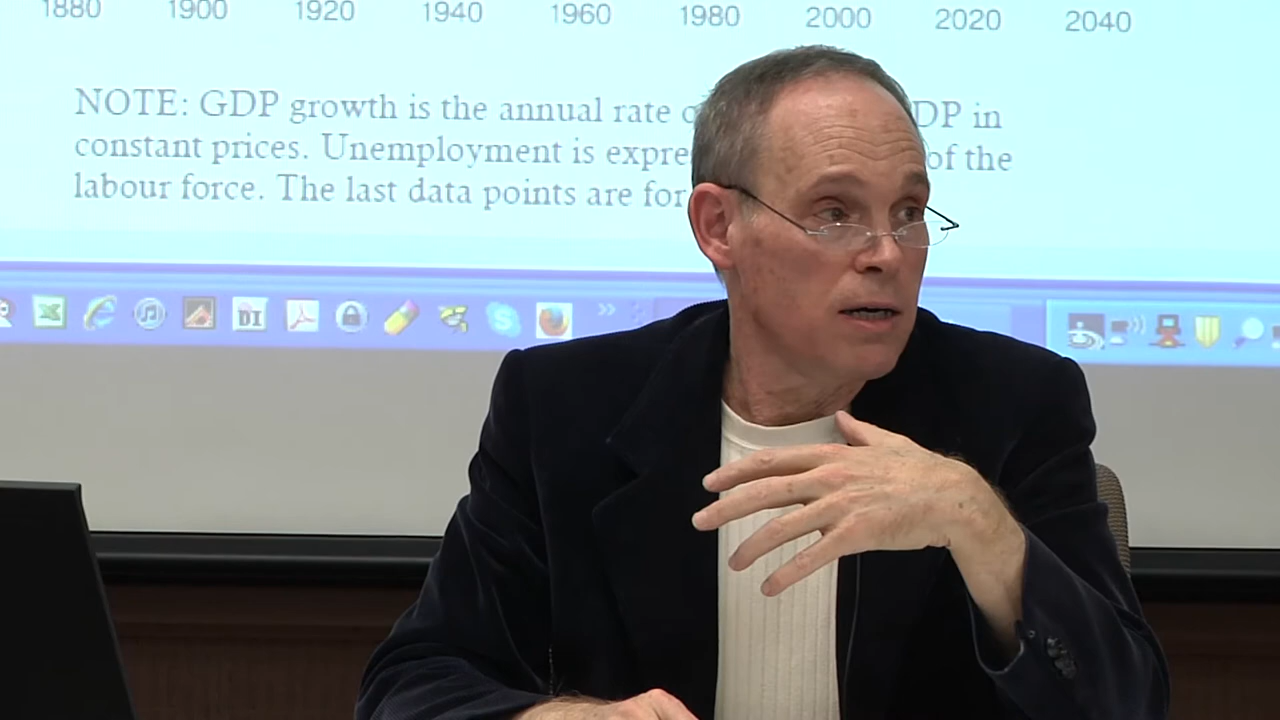 1880 1900 1920 1940 1960 1980 2000 2020 2040
NOTE: GDP growth is the annual rate DP in
constant prices. Unemployment is expre of the
labour force. The last data points are for
DI